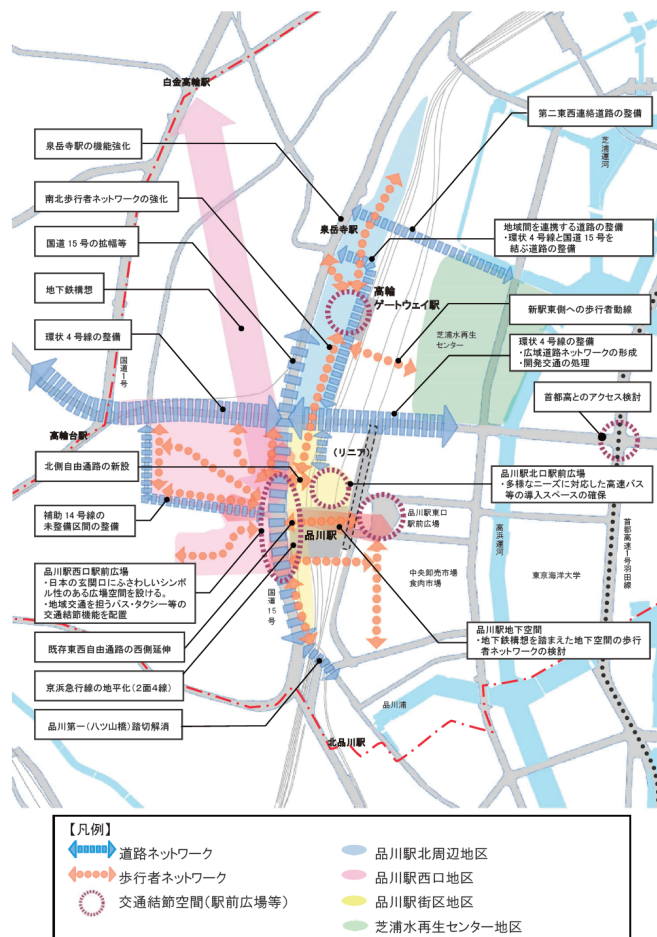 白金高輪駅
泉岳寺駅の機能強化
南北歩行者ネットワークの強化
国道15号の拡幅等
地下鉄構想
環状4号線の整備
国道1号
高輪台駅
北側自由通路の新設
補助14号線の
未整備区間の整備
品川駅西口駅前広場
・日本の玄関口にふさわしいシンボ
ル性のある広場空間を設ける。
・地域交通を担うバス・タクシー等の
交通結節機能を配置
既存東西自由通路の西側延伸
京浜急行線の地平化(2面4線)
品川第一(八ツ山橋)踏切解消
泉岳寺駅
高輪
ゲートウェイ駅
(リニア)
品川駅
国道15号
北品川駅
第二東西連絡道路の整備
芝浦運河
地域間を連携する道路の整備
・環状4号線と国道15号を
結ぶ道路の整備
新駅東側への歩行者動線
芝浦水再生
センター
環状4号線の整備
・広域道路ネットワークの形成
・開発交通の処理
首都高とのアクセス検討
品川駅北口駅前広場
・多様なニーズに対応した高速バス
等の導入スペースの確保
品川駅東口
駅前広場
高浜運河
首都高速1号羽田線
中央卸売市場
食肉市場
東京海洋大学
品川駅地下空間
・地下鉄構想を踏まえた地下空間の歩行
者ネットワークの検討
品川浦
【凡例】
道路ネットワーク
歩行者ネットワーク
交通結節空間(駅前広場等)
品川駅北周辺地区
品川駅西口地区
品川駅街区地区
芝浦水再生センター地区